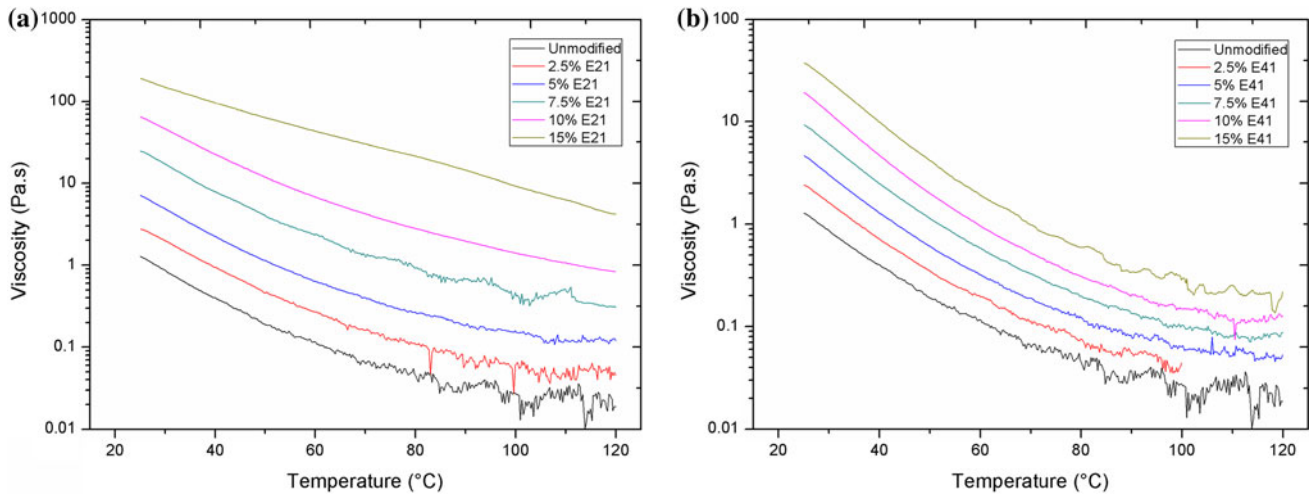 (a)
1000
100
10
1
0.1
0.01
Viscosity (Pa.s)
20 40 60 80 100 120
Temperature (°C)
Unmodified
2.5% E21
5% E21
7.5% E21
10% E21
15% E21
(b)
100
10
1
0.1
0.01
Viscosity (Pa.s)
20 40 60 80 100 120
Temperature (°C)
Unmodified
2.5% E41
5% E41
7.5% E41
10% E41
15% E41